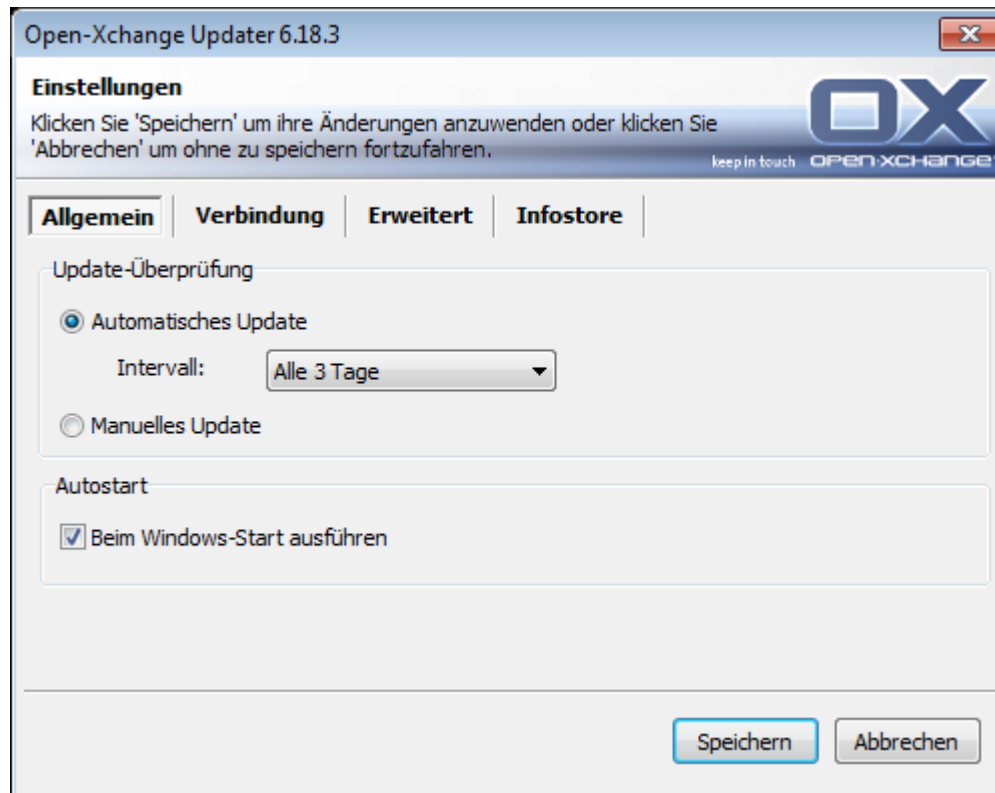 Open-Xchange Updater 6.18.3
Einstellungen
Klicken Sie 'Speichern' um ihre Änderungen anzuwenden oder klicken Sie
'Abbrechen' um ohne zu speichern fortzufahren.
OX
keep in touch OPEN-XCHANGE
Allgemein Verbindung Erweitert Infostore
Update-Überprüfung
Automatisches Update
Intervall: Alle 3 Tage
Manuelles Update
Autostart
Beim Windows-Start ausführen
Speichern Abbrechen